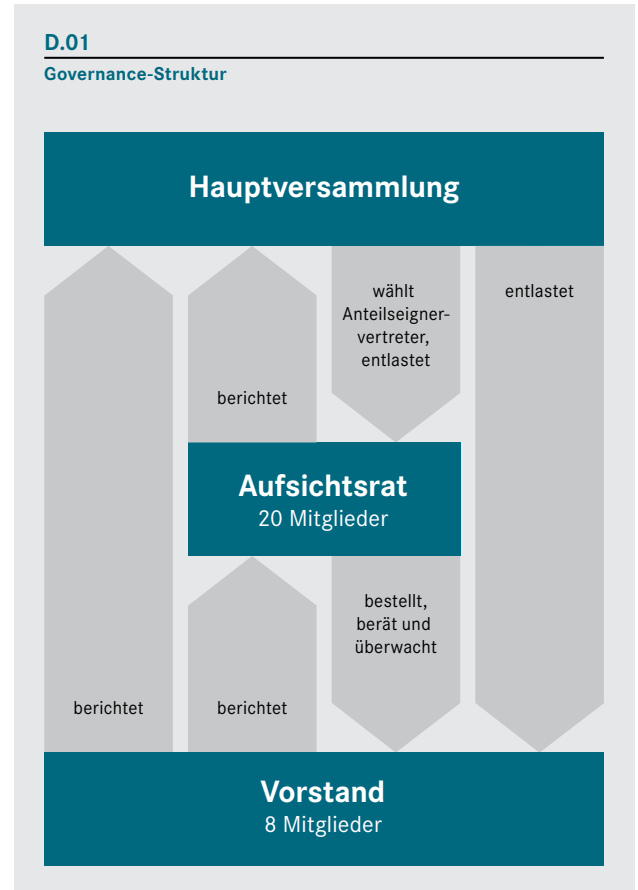 D.01
Governance-Struktur
Hauptversammlung
wählt
Anteilseigner-
vertreter,
entlastet
entlastet
berichtet
Aufsichtsrat
20 Mitglieder
bestellt,
berät und
überwacht
berichtet
berichtet
Vorstand
8 Mitglieder